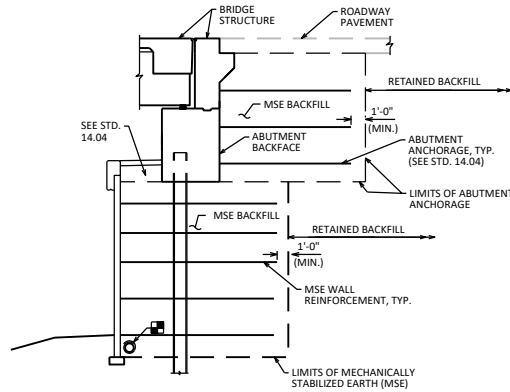 BRIDGE
STRUCTURE
ROADWAY
PAVEMENT
RETAINED BACKFILL
MSE BACKFILL
1'-0"
(MIN.)
SEE STD.
14.04
ABUTMENT
BACKFACE
ABUTMENT
ANCHORAGE, TYP.
(SEE STD. 14.04)
LIMITS OF ABUTMENT
ANCHORAGE
MSE BACKFILL
RETAINED BACKFILL
1'-0"
(MIN.)
MSE WALL
REINFORCEMENT, TYP.
LIMITS OF MECHANICALLY
STABILIZED EARTH (MSE)